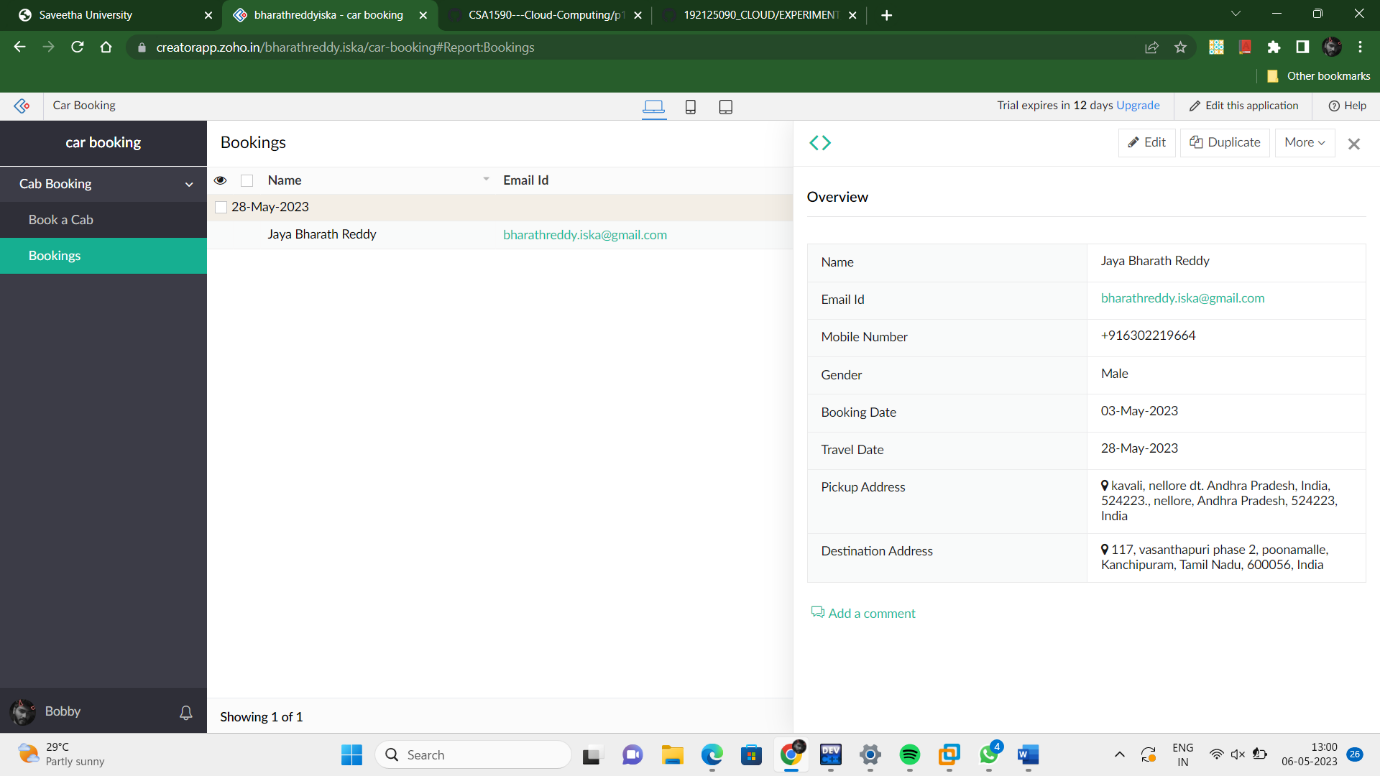 Saveetha University
bharathreddyiska - car booking
CSA1590---Cloud-Computing/p1
192125090_CLOUD/EXPERIMENT
creatorapp.zoho.in/bharathreddy.iska/car-booking#Report:Bookings
Other bookmarks
Car Booking
Trial expires in 12 days Upgrade
Edit this application
Help
car booking
Cab Booking
Book a Cab
Bookings
Bobby
Bookings
Name Email Id
28-May-2023
Jaya Bharath Reddy bharathreddy.iska@gmail.com
Showing 1 of 1
Edit Duplicate More
Overview
Name Jaya Bharath Reddy
Email Id bharathreddy.iska@gmail.com
Mobile Number +916302219664
Gender Male
Booking Date 03-May-2023
Travel Date 28-May-2023
Pickup Address kavali, nellore dt. Andhra Pradesh, India,
524223., nellore, Andhra Pradesh, 524223,
India
Destination Address 117, vasanthapuri phase 2, poonamalle,
Kanchipuram, Tamil Nadu, 600056, India
Add a comment
29°C
Partly sunny
Search
DEV
4
W
ENG
IN
13:00
06-05-2023
26